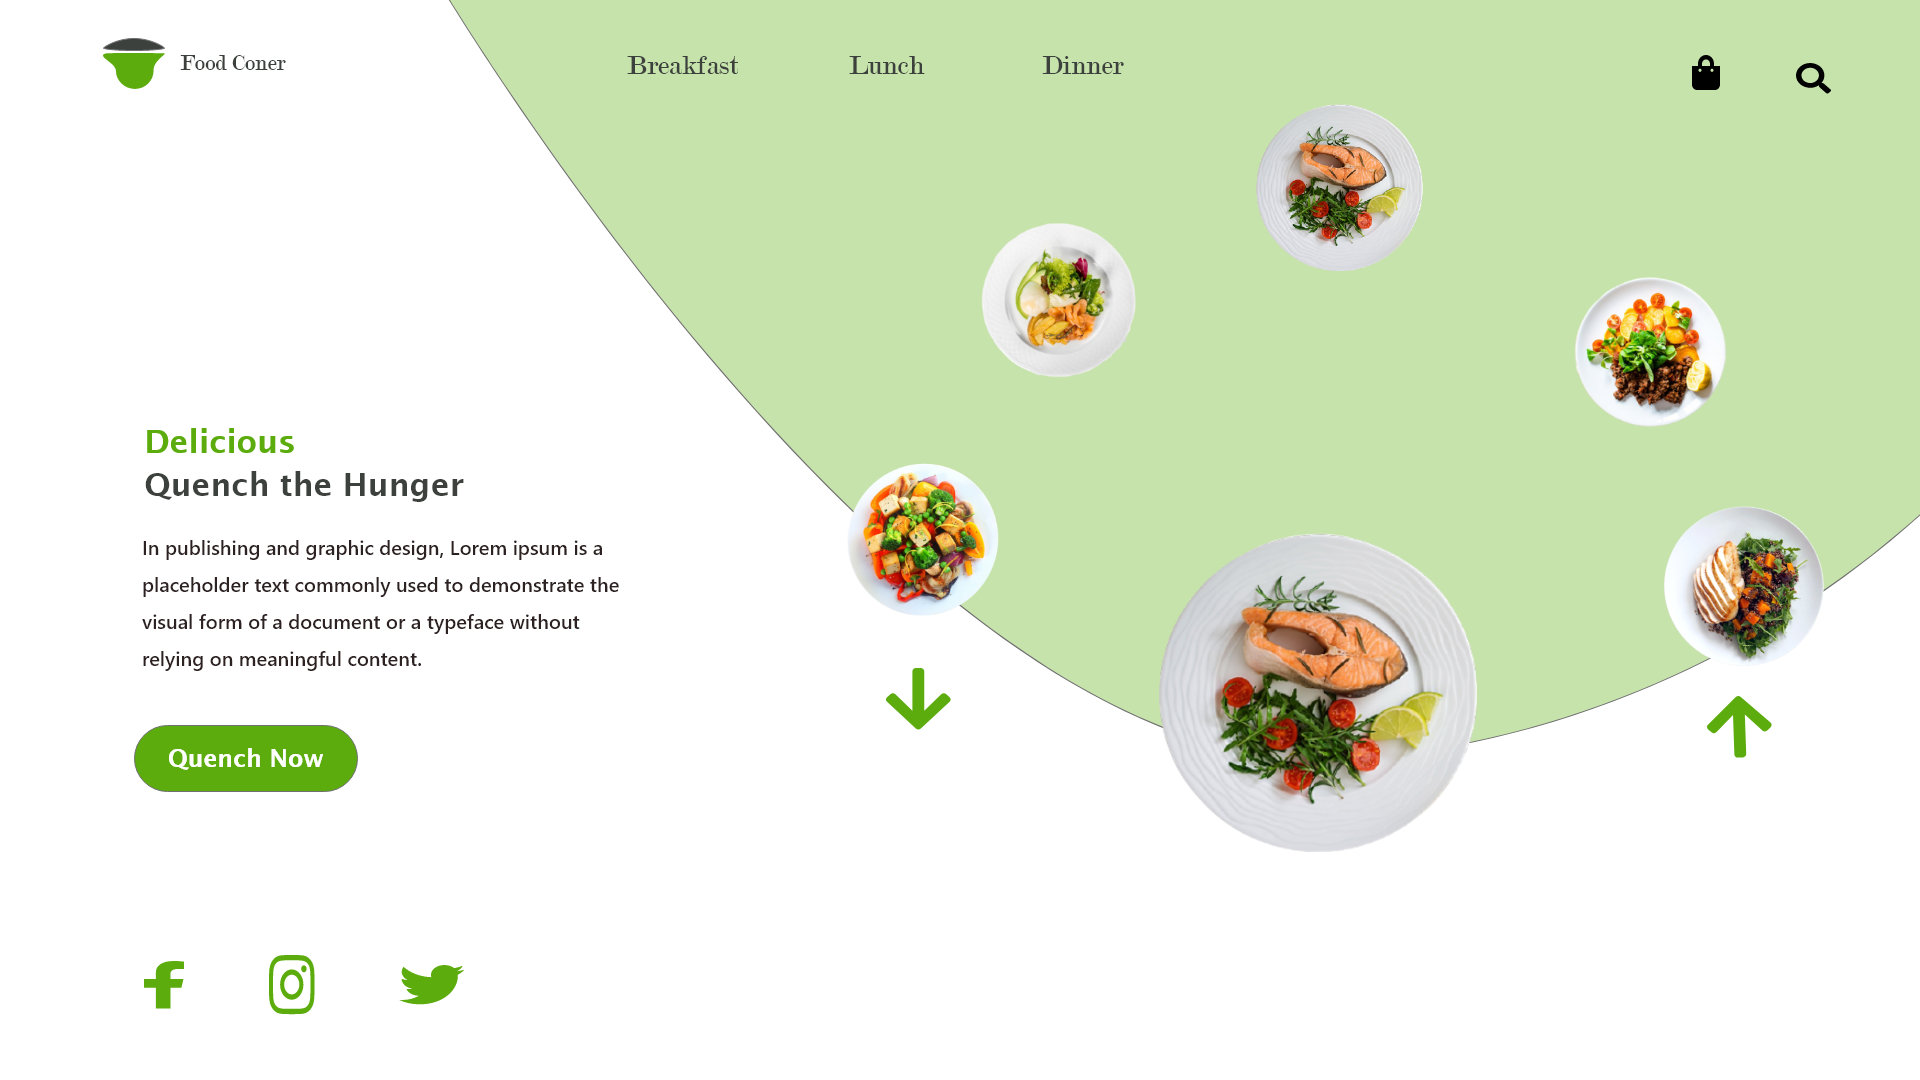 Food Coner
Breakfast
Lunch
Dinner
Delicious
Quench the Hunger
In publishing and graphic design, Lorem ipsum is a
placeholder text commonly used to demonstrate the
visual form of a document or a typeface without
relying on meaningful content.
Quench Now